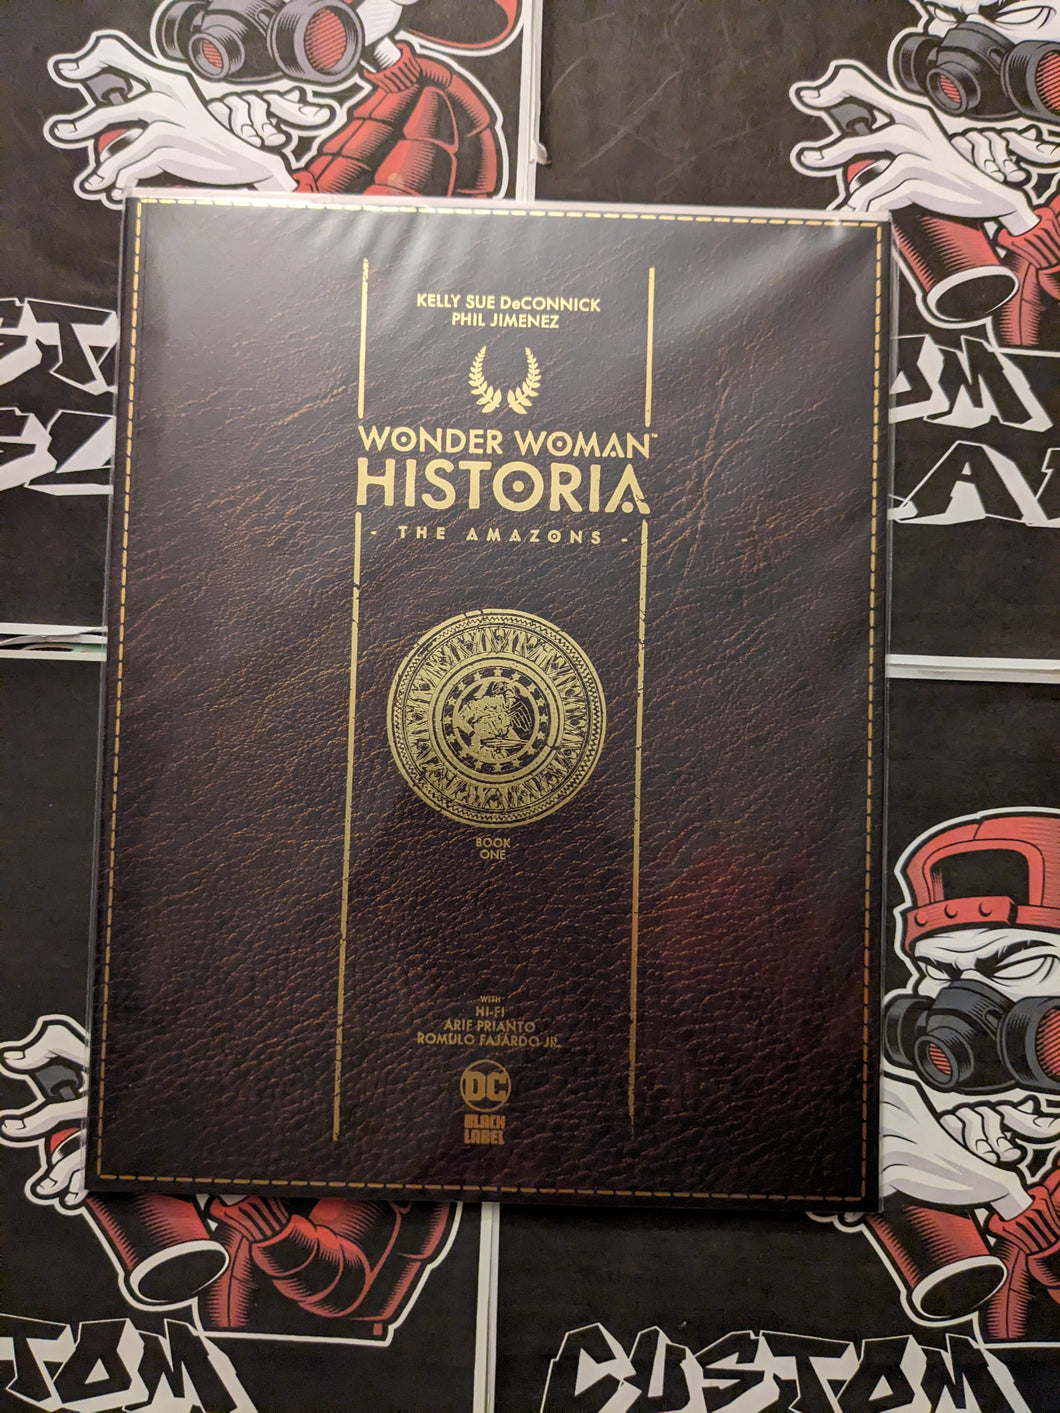 KELLY SUE DeCONNICK
PHIL JIMENEZ
WONDER WOMAN™
HISTORIA
- THE AMAZONS -
BOOK
ONE
WITH
HI-FI
ARIF PRIANTO
ROMULO FAJARDO JR.
DC
BLACK
LABEL
TOM
CUSTOM